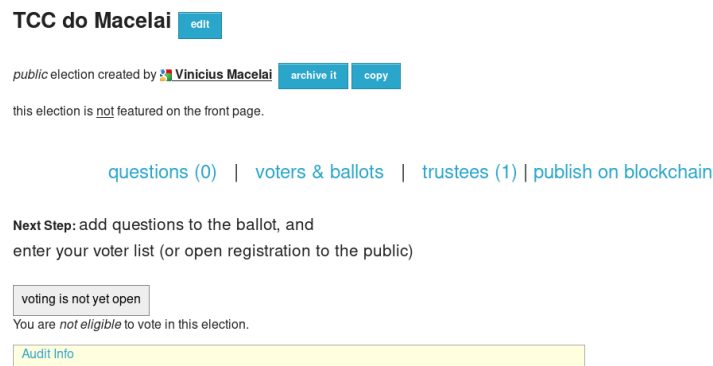 TCC do Macelai edit
public election created by Vinicius Macelai archive it copy
this election is not featured on the front page.
questions (0) | voters & ballots | trustees (1) | publish on blockchain
Next Step: add questions to the ballot, and
enter your voter list (or open registration to the public)
voting is not yet open
You are not eligible to vote in this election.
Audit Info